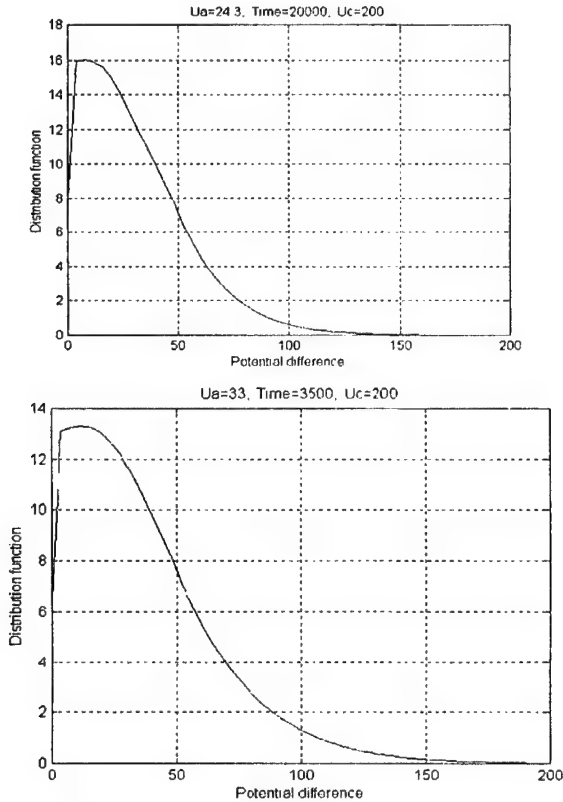 Ua=24 3, Time=20000, Uc=200
18
16
14
12
10
8
6
4
2
0
Distribution function
0 50 100 150 200
Potential difference
Ua=33, Time=3500, Uc=200
14
12
10
8
6
4
2
0
Distribution function
0 50 100 150 200
Potential difference